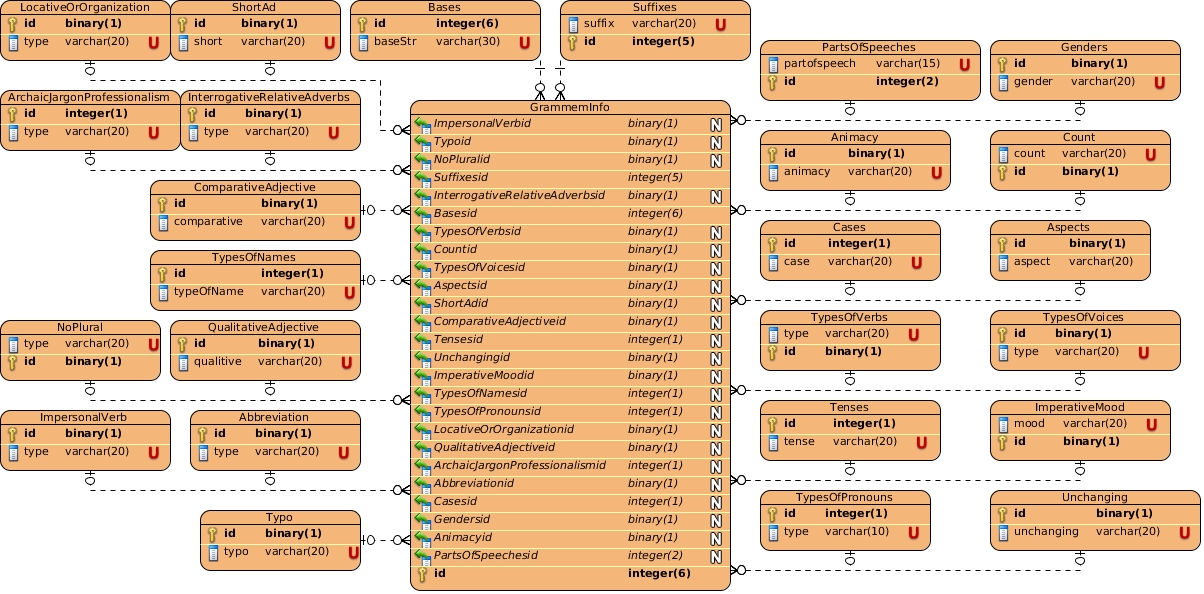 LocativeOrOrganization
id binary(1)
type varchar(20) U
ShortAd
id binary(1)
short varchar(20) U
Bases
id integer(6)
baseStr varchar(30) U
Suffixes
suffix varchar(20) U
id integer(5)
PartsOfSpeeches
partofspeech varchar(15) U
id integer(2)
Genders
id binary(1)
gender varchar(20) U
ArchaicJargonProfessionalism
id integer(1)
type varchar(20) U
InterrogativeRelativeAdverbs
id binary(1)
type varchar(20) U
ComparativeAdjective
id binary(1)
comparative varchar(20) U
TypesOfNames
id integer(1)
typeOfName varchar(20) U
NoPlural
type varchar(20) U
id binary(1)
QualitativeAdjective
id binary(1)
qualitive varchar(20) U
ImpersonalVerb
id binary(1)
type varchar(20) U
Abbreviation
id binary(1)
type varchar(20) U
Typo
id binary(1)
typo varchar(20) U
GrammemInfo
ImpersonalVerbid binary(1) N
Typoid binary(1) N
NoPluralid binary(1) N
Suffixesid integer(5)
InterrogativeRelativeAdverbsid binary(1) N
Basesid integer(6)
TypesOfVerbsid binary(1) N
Countid binary(1) N
TypesOfVoicesid binary(1) N
Aspectsid binary(1) N
ShortAdid binary(1) N
ComparativeAdjectiveid binary(1) N
Tensesid integer(1) N
Unchangingid binary(1) N
ImperativeMoodid binary(1) N
TypesOfNamesid integer(1) N
TypesOfPronounsid integer(1) N
LocativeOrOrganizationid binary(1) N
QualitativeAdjectiveid binary(1) N
ArchaicJargonProfessionalismid integer(1) N
Abbreviationid binary(1) N
Casesid integer(1) N
Gendersid binary(1) N
Animacyid binary(1) N
PartsOfSpeechesid integer(2) N
id integer(6)
Animacy
id binary(1)
animacy varchar(20) U
Count
count varchar(20) U
id binary(1)
Cases
id integer(1)
case varchar(20) U
Aspects
id binary(1)
aspect varchar(20)
TypesOfVerbs
type varchar(20) U
id binary(1)
TypesOfVoices
id binary(1)
type varchar(20) U
Tenses
id integer(1)
tense varchar(20) U
ImperativeMood
mood varchar(20) U
id binary(1)
TypesOfPronouns
id integer(1)
type varchar(10) U
Unchanging
id binary(1)
unchanging varchar(20) U